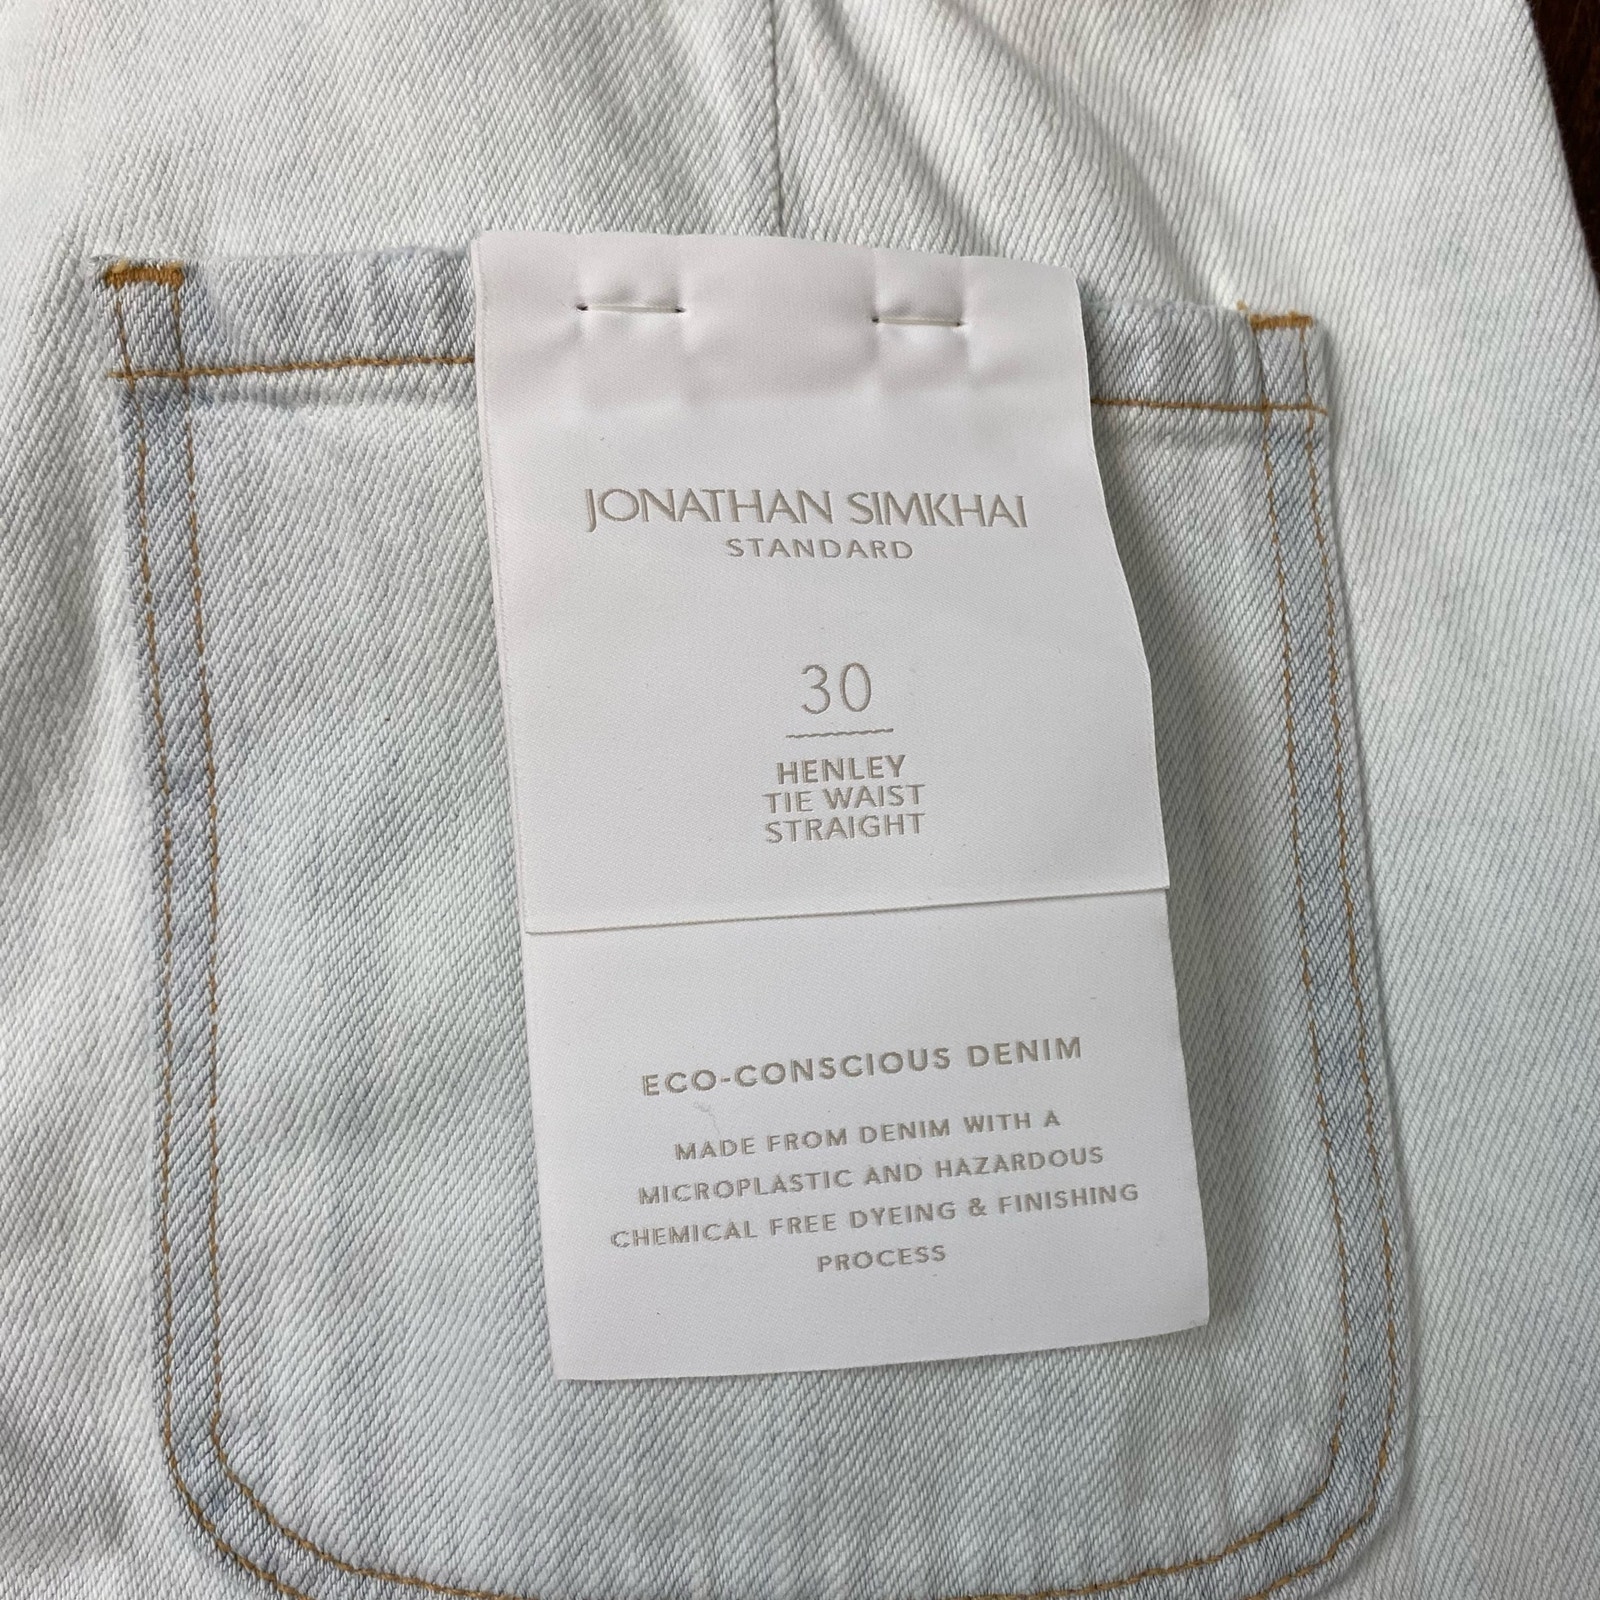 JONATHAN SIMKHAI
STANDARD
30
HENLEY
TIE WAIST
STRAIGHT
ECO-CONSCIOUS DENIM
MADE FROM DENIM WITH A
MICROPLASTIC AND HAZARDOUS
CHEMICAL FREE DYEING & FINISHING
PROCESS